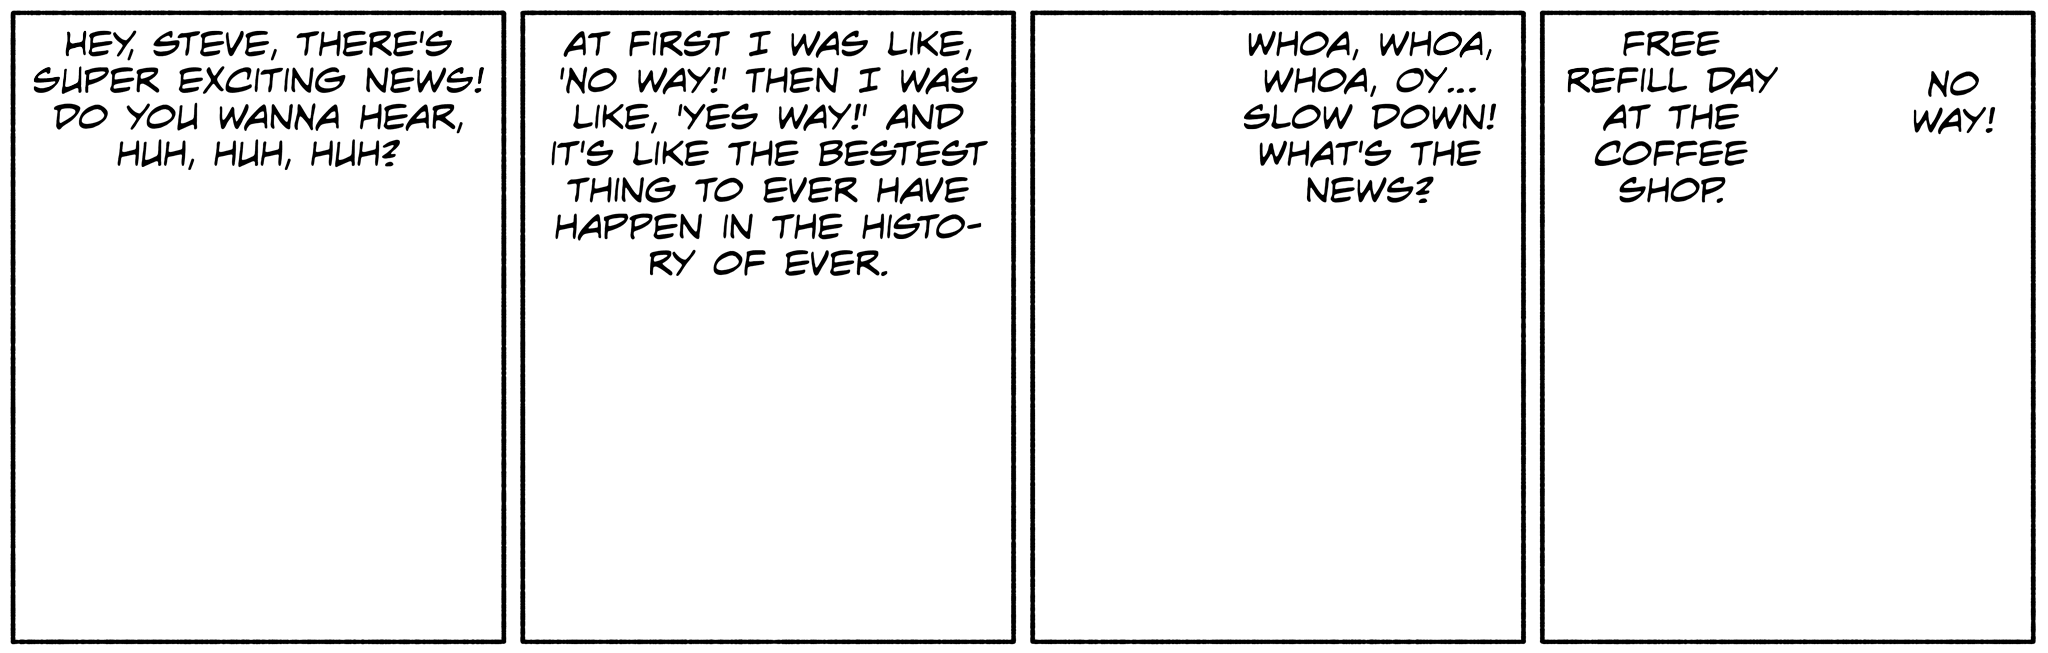 HEY, STEVE, THERE'S
SUPER EXCITING NEWS!
DO YOU WANNA HEAR,
HUH, HUH, HUH?
AT FIRST I WAS LIKE,
'NO WAY!' THEN I WAS
LIKE, 'YES WAY!' AND
IT'S LIKE THE BESTEST
THING TO EVER HAVE
HAPPEN IN THE HISTO-
RY OF EVER.
WHOA, WHOA,
WHOA, OY...
SLOW DOWN!
WHAT'S THE
NEWS?
FREE
REFILL DAY
AT THE
COFFEE
SHOP.
NO
WAY!